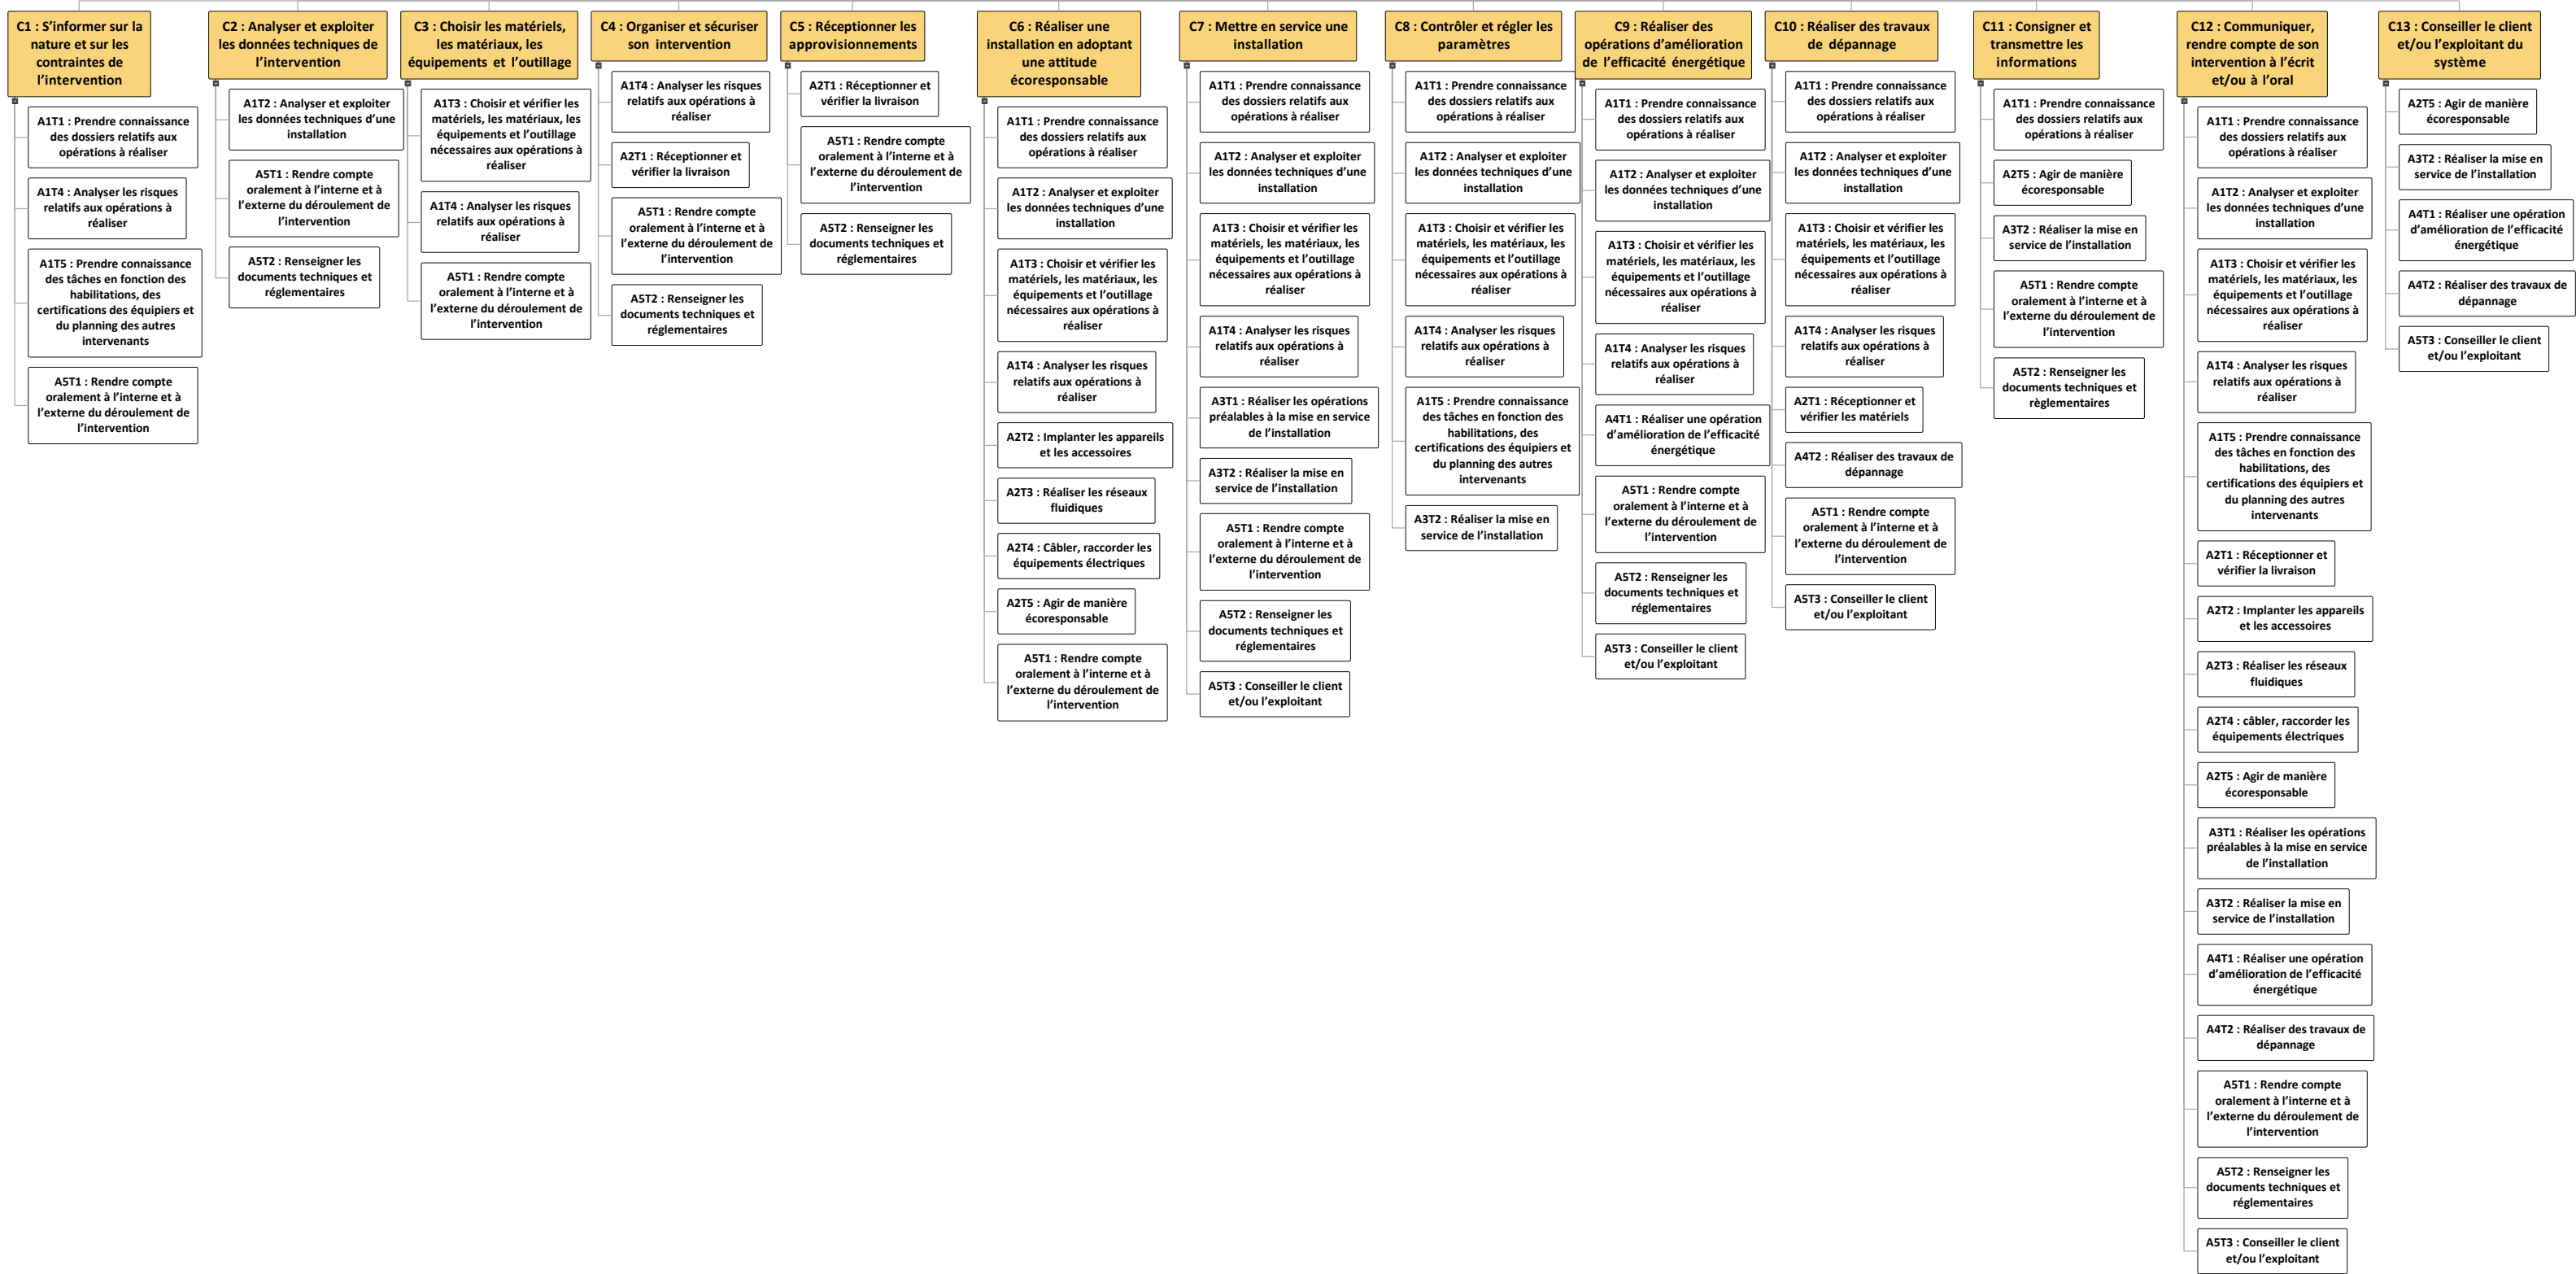 C1 : S’informer sur la
nature et sur les
contraintes de
l’intervention
A1T1 : Prendre connaissance
des dossiers relatifs aux
opérations à réaliser
A1T4 : Analyser les risques
relatifs aux opérations à
réaliser
A1T5 : Prendre connaissance
des tâches en fonction des
habilitations, des
certifications des équipiers et
du planning des autres
intervenants
A5T1 : Rendre compte
oralement à l’interne et à
l’externe du déroulement de
l’intervention
C2 : Analyser et exploiter
les données techniques de
l’intervention
A1T2 : Analyser et exploiter
les données techniques d’une
installation
A5T1 : Rendre compte
oralement à l’interne et à
l’externe du déroulement de
l’intervention
A5T2 : Renseigner les
documents techniques et
réglementaires
C3 : Choisir les matériels,
les matériaux, les
équipements et l’outillage
A1T3 : Choisir et vérifier les
matériels, les matériaux, les
équipements et l’outillage
nécessaires aux opérations à
réaliser
A1T4 : Analyser les risques
relatifs aux opérations à
réaliser
A5T1 : Rendre compte
oralement à l’interne et à
l’externe du déroulement de
l’intervention
C4 : Organiser et sécuriser
son intervention
A1T4 : Analyser les risques
relatifs aux opérations à
réaliser
A2T1 : Réceptionner et
vérifier la livraison
A5T1 : Rendre compte
oralement à l’interne et à
l’externe du déroulement de
l’intervention
A5T2 : Renseigner les
documents techniques et
réglementaires
C5 : Réceptionner les
approvisionnements
A2T1 : Réceptionner et
vérifier la livraison
A5T1 : Rendre compte
oralement à l’interne et à
l’externe du déroulement de
l’intervention
A5T2 : Renseigner les
documents techniques et
réglementaires
C6 : Réaliser une
installation en adoptant
une attitude
écoresponsable
A1T1 : Prendre connaissance
des dossiers relatifs aux
opérations à réaliser
A1T2 : Analyser et exploiter
les données techniques d’une
installation
A1T3 : Choisir et vérifier les
matériels, les matériaux, les
équipements et l’outillage
nécessaires aux opérations à
réaliser
A1T4 : Analyser les risques
relatifs aux opérations à
réaliser
A2T2 : Implanter les appareils
et les accessoires
A2T3 : Réaliser les réseaux
fluidiques
A2T4 : Câbler, raccorder les
équipements électriques
A2T5 : Agir de manière
écoresponsable
A5T1 : Rendre compte
oralement à l’interne et à
l’externe du déroulement de
l’intervention
C7 : Mettre en service une
installation
A1T1 : Prendre connaissance
des dossiers relatifs aux
opérations à réaliser
A1T2 : Analyser et exploiter
les données techniques d’une
installation
A1T3 : Choisir et vérifier les
matériels, les matériaux, les
équipements et l’outillage
nécessaires aux opérations à
réaliser
A1T4 : Analyser les risques
relatifs aux opérations à
réaliser
A3T1 : Réaliser les opérations
préalables à la mise en service
de l’installation
A3T2 : Réaliser la mise en
service de l’installation
A5T1 : Rendre compte
oralement à l’interne et à
l’externe du déroulement de
l’intervention
A5T2 : Renseigner les
documents techniques et
réglementaires
A5T3 : Conseiller le client
et/ou l’exploitant
C8 : Contrôler et régler les
paramètres
A1T1 : Prendre connaissance
des dossiers relatifs aux
opérations à réaliser
A1T2 : Analyser et exploiter
les données techniques d’une
installation
A1T3 : Choisir et vérifier les
matériels, les matériaux, les
équipements et l’outillage
nécessaires aux opérations à
réaliser
A1T4 : Analyser les risques
relatifs aux opérations à
réaliser
A1T5 : Prendre connaissance
des tâches en fonction des
habilitations, des
certifications des équipiers et
du planning des autres
intervenants
A3T2 : Réaliser la mise en
service de l’installation
C9 : Réaliser des
opérations d’amélioration
de l’efficacité énergétique
A1T1 : Prendre connaissance
des dossiers relatifs aux
opérations à réaliser
A1T2 : Analyser et exploiter
les données techniques d’une
installation
A1T3 : Choisir et vérifier les
matériels, les matériaux, les
équipements et l’outillage
nécessaires aux opérations à
réaliser
A1T4 : Analyser les risques
relatifs aux opérations à
réaliser
A4T1 : Réaliser une opération
d’amélioration de l’efficacité
énergétique
A5T1 : Rendre compte
oralement à l’interne et à
l’externe du déroulement de
l’intervention
A5T2 : Renseigner les
documents techniques et
réglementaires
A5T3 : Conseiller le client
et/ou l’exploitant
C10 : Réaliser des travaux
de dépannage
A1T1 : Prendre connaissance
des dossiers relatifs aux
opérations à réaliser
A1T2 : Analyser et exploiter
les données techniques d’une
installation
A1T3 : Choisir et vérifier les
matériels, les matériaux, les
équipements et l’outillage
nécessaires aux opérations à
réaliser
A1T4 : Analyser les risques
relatifs aux opérations à
réaliser
A2T1 : Réceptionner et
vérifier les matériels
A4T2 : Réaliser des travaux de
dépannage
A5T1 : Rendre compte
oralement à l’interne et à
l’externe du déroulement de
l’intervention
A5T3 : Conseiller le client
et/ou l’exploitant
C11 : Consigner et
transmettre les
informations
A1T1 : Prendre connaissance
des dossiers relatifs aux
opérations à réaliser
A2T5 : Agir de manière
écoresponsable
A3T2 : Réaliser la mise en
service de l’installation
A5T1 : Rendre compte
oralement à l’interne et à
l’externe du déroulement de
l’intervention
A5T2 : Renseigner les
documents techniques et
règlementaires
C12 : Communiquer,
rendre compte de son
intervention à l’écrit
et/ou à l’oral
A1T1 : Prendre connaissance
des dossiers relatifs aux
opérations à réaliser
A1T2 : Analyser et exploiter
les données techniques d’une
installation
A1T3 : Choisir et vérifier les
matériels, les matériaux, les
équipements et l’outillage
nécessaires aux opérations à
réaliser
A1T4 : Analyser les risques
relatifs aux opérations à
réaliser
A1T5 : Prendre connaissance
des tâches en fonction des
habilitations, des
certifications des équipiers et
du planning des autres
intervenants
A2T1 : Réceptionner et
vérifier la livraison
A2T2 : Implanter les appareils
et les accessoires
A2T3 : Réaliser les réseaux
fluidiques
A2T4 : câbler, raccorder les
équipements électriques
A2T5 : Agir de manière
écoresponsable
A3T1 : Réaliser les opérations
préalables à la mise en service
de l’installation
A3T2 : Réaliser la mise en
service de l’installation
A4T1 : Réaliser une opération
d’amélioration de l’efficacité
énergétique
A4T2 : Réaliser des travaux de
dépannage
A5T1 : Rendre compte
oralement à l’interne et à
l’externe du déroulement de
l’intervention
A5T2 : Renseigner les
documents techniques et
réglementaires
A5T3 : Conseiller le client
et/ou l’exploitant
C13 : Conseiller le client
et/ou l’exploitant du
système
A2T5 : Agir de manière
écoresponsable
A3T2 : Réaliser la mise en
service de l’installation
A4T1 : Réaliser une opération
d’amélioration de l’efficacité
énergétique
A4T2 : Réaliser des travaux de
dépannage
A5T3 : Conseiller le client
et/ou l’exploitant